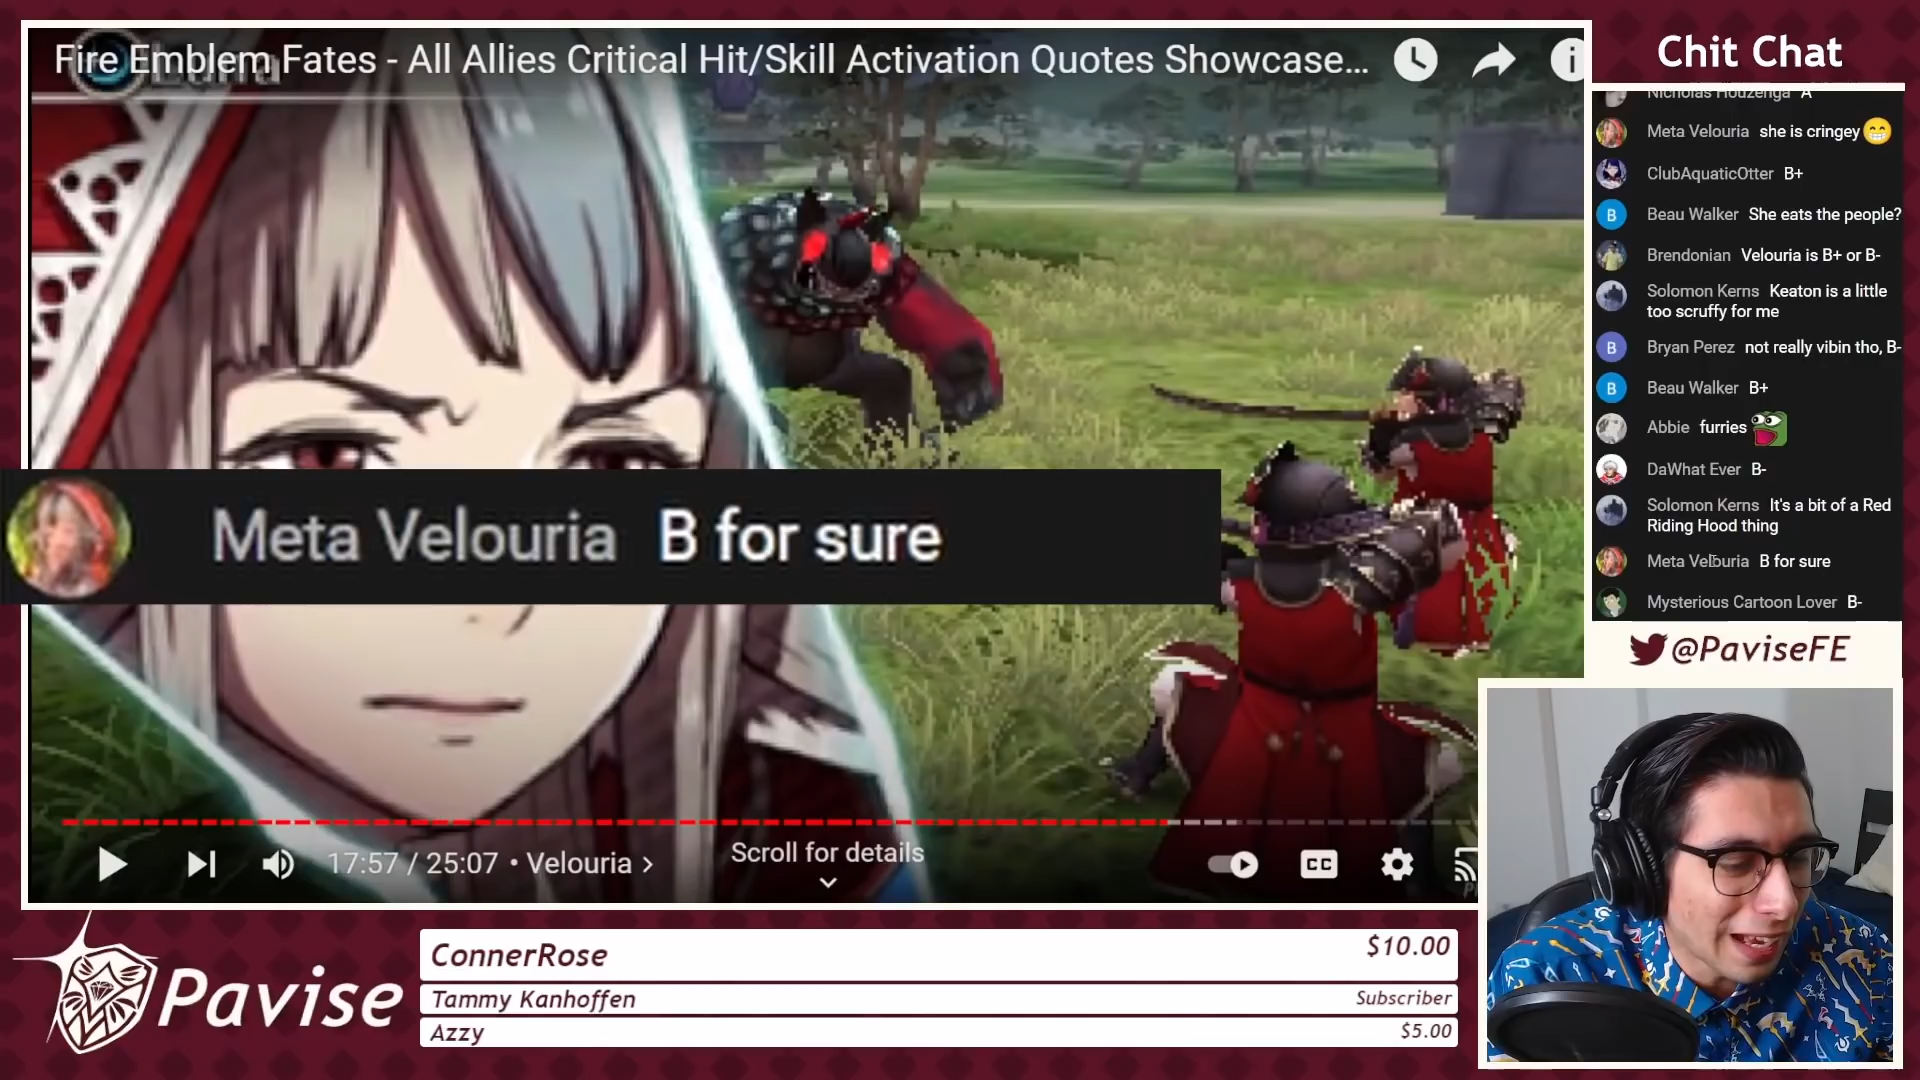 Fire Emblem Fates - All Allies Critical Hit/Skill Activation Quotes Showcase...
Meta Velouria B for sure
17:57 / 25:07 • Velouria >
Scroll for details
CC
Chit Chat
Nicholas Houzenga A
Meta Velouria she is cringey
ClubAquaticOtter B+
B Beau Walker She eats the people?
Brendonian Velouria is B+ or B-
Solomon Kerns Keaton is a little
too scruffy for me
B Bryan Perez not really vibin tho, B-
B Beau Walker B+
Abbie furries
DaWhat Ever B-
Solomon Kerns It's a bit of a Red
Riding Hood thing
Meta Velouria B for sure
Mysterious Cartoon Lover B-
@PaviseFE
Pavise
ConnerRose $10.00
Tammy Kanhoffen Subscriber
Azzy $5.00